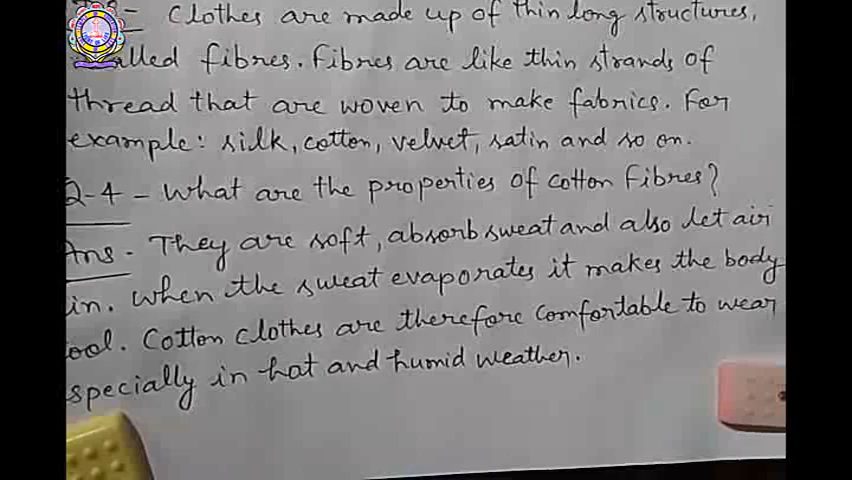 Clothes are made up of thin long structures,
called fibres. Fibres are like thin strands of
thread that are woven to make fabrics. For
example: silk, cotton, velvet, satin and so on.
Q-4 - What are the properties of cotton fibres?
Ans - They are soft, absorb sweat and also let air
in. When the sweat evaporates it makes the body
ool. Cotton clothes are therefore comfortable to wear
specially in hot and humid weather.